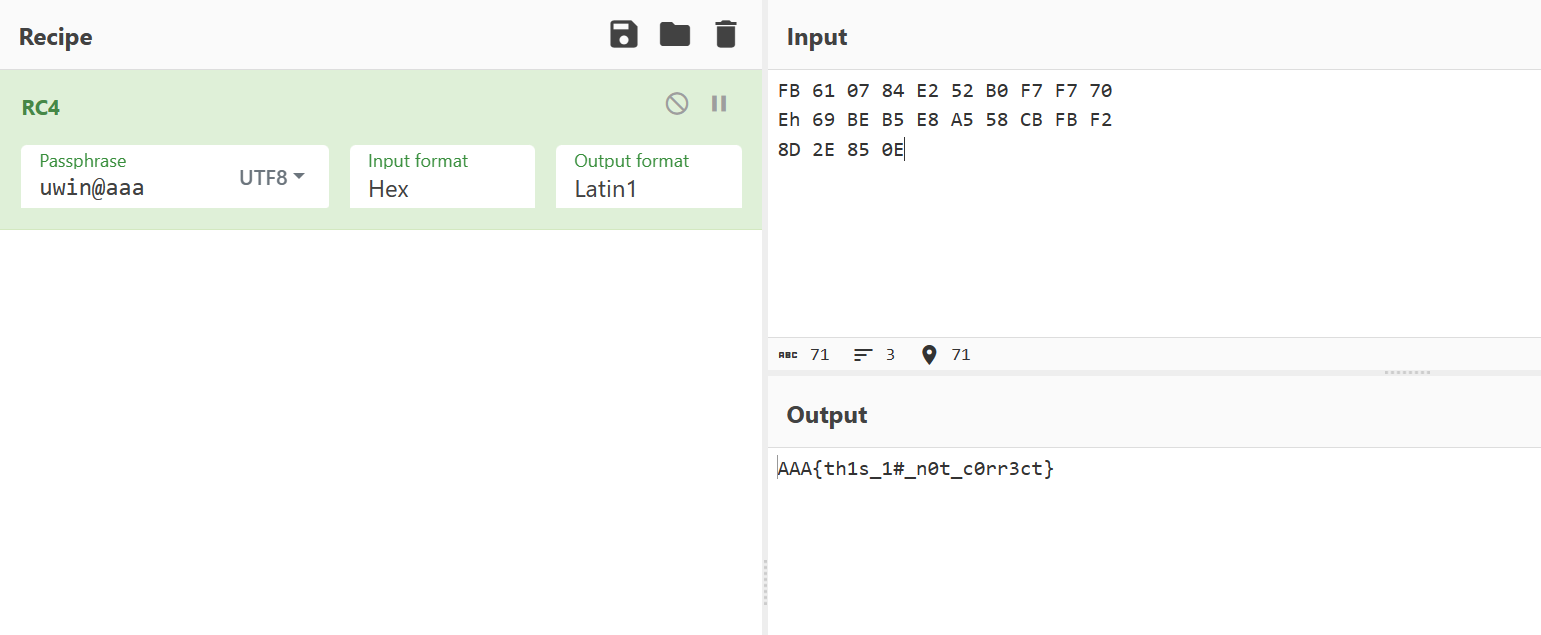 Recipe
RC4
Passphrase
uwin@aaa
UTF8
Input format
Hex
Output format
Latin1
Input
FB 61 07 84 E2 52 B0 F7 F7 70
Eh 69 BE B5 E8 A5 58 CB FB F2
8D 2E 85 0E
ABC 71
3
71
Output
AAA{th1s_1#_n0t_c0rr3ct}